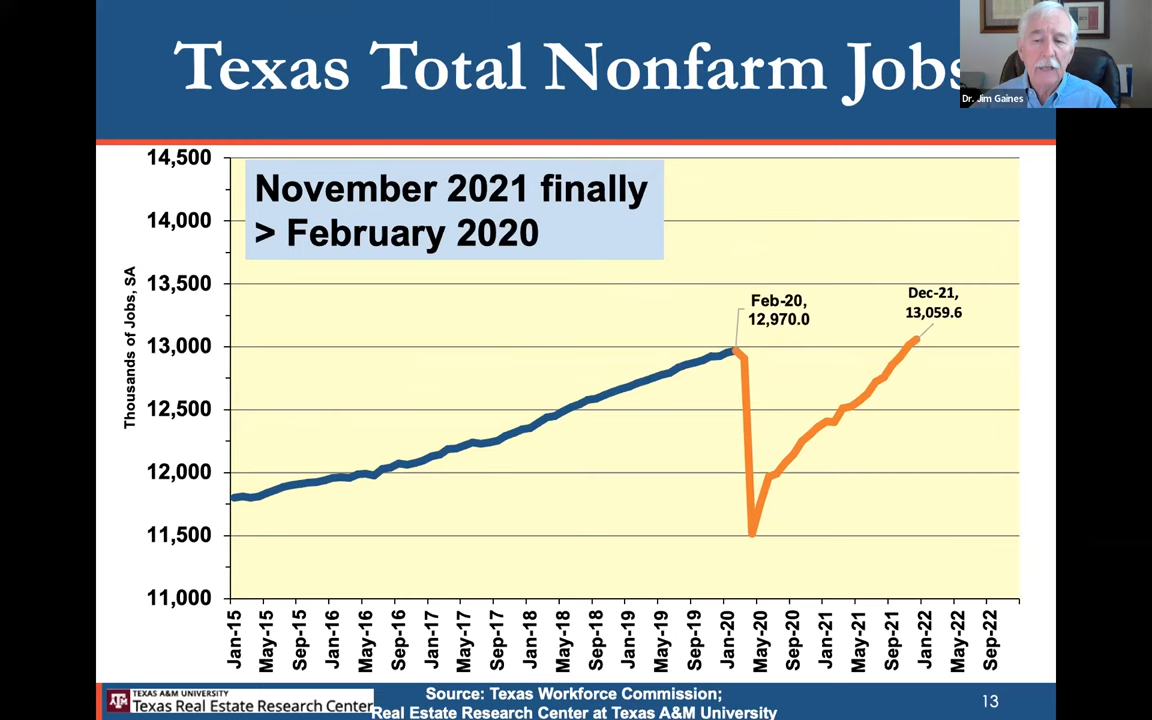 Texas Total Nonfarm Jobs
Dr. Jim Gaines
November 2021 finally
> February 2020
Thousands of Jobs, SA
14,500
14,000
13,500
13,000
12,500
12,000
11,500
11,000
Feb-20,
12,970.0
Dec-21,
13,059.6
Jan-15
May-15
Sep-15
Jan-16
May-16
Sep-16
Jan-17
May-17
Sep-17
Jan-18
May-18
Sep-18
Jan-19
May-19
Sep-19
Jan-20
May-20
Sep-20
Jan-21
May-21
Sep-21
Jan-22
May-22
Sep-22
TEXAS A&M UNIVERSITY
Texas Real Estate Research Center
Source: Texas Workforce Commission;
Real Estate Research Center at Texas A&M University
13